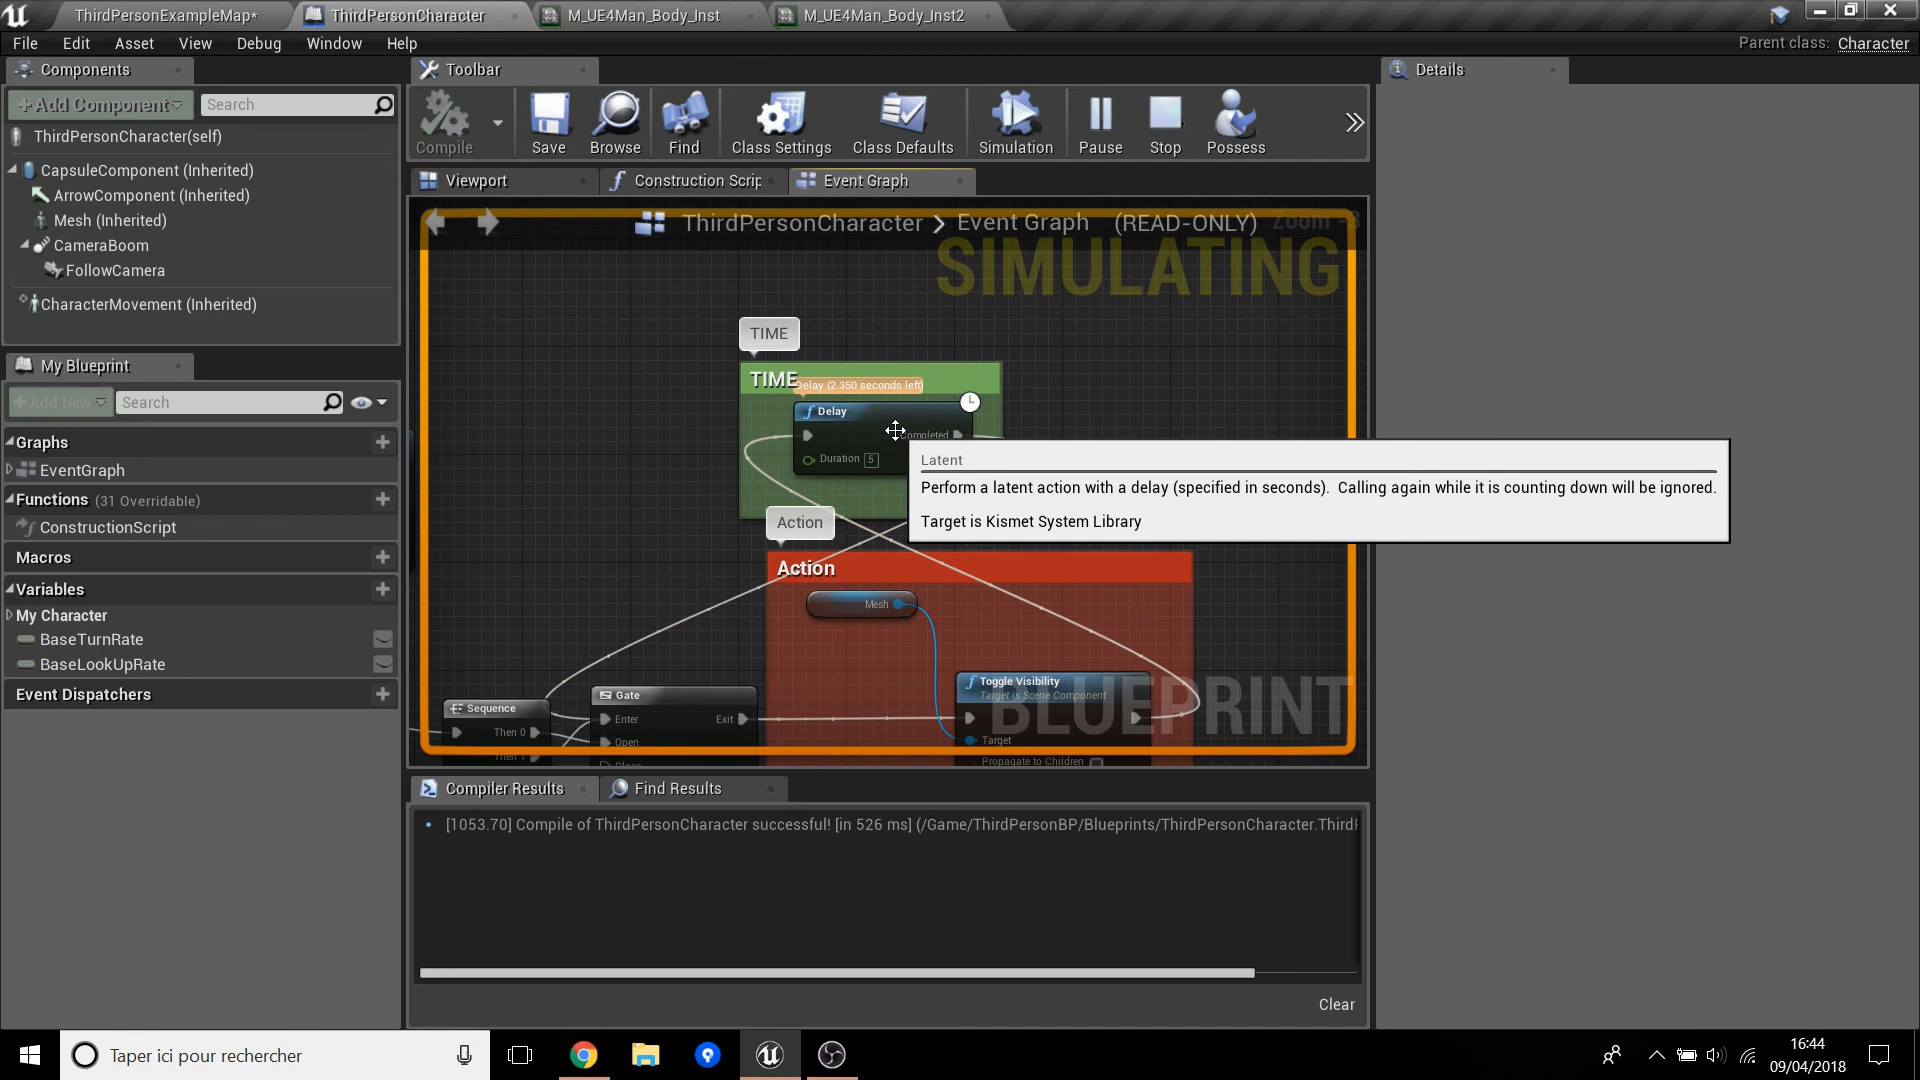 ThirdPersonExampleMap*
ThirdPersonCharacter
M_UE4Man_Body_Inst
M_UE4Man_Body_Inst2
File Edit Asset View Debug Window Help
Parent class: Character
Components
Toolbar
Details
+Add Component
Search
ThirdPersonCharacter(self)
CapsuleComponent (Inherited)
ArrowComponent (Inherited)
Mesh (Inherited)
CameraBoom
FollowCamera
CharacterMovement (Inherited)
Compile
Save
Browse
Find
Class Settings
Class Defaults
Simulation
Pause
Stop
Possess
Viewport
Construction Scrip
Event Graph
ThirdPersonCharacter > Event Graph (READ-ONLY)
Zoom -3
SIMULATING
My Blueprint
+Add New
Search
Graphs
EventGraph
Functions (31 Overridable)
ConstructionScript
Macros
Variables
My Character
BaseTurnRate
BaseLookUpRate
Event Dispatchers
TIME
TIME
Delay (2.350 seconds left)
Delay
Completed
Duration 5
Latent
Perform a latent action with a delay (specified in seconds). Calling again while it is counting down will be ignored.
Target is Kismet System Library
Action
Action
Mesh
Toggle Visibility
Target is Scene Component
Target
Propagate to Children
Sequence
Then 0
Then 1
Gate
Enter
Exit
Open
Close
BLUEPRINT
Compiler Results
Find Results
[1053.70] Compile of ThirdPersonCharacter successful! [in 526 ms] (/Game/ThirdPersonBP/Blueprints/ThirdPersonCharacter.Third
Clear
Taper ici pour rechercher
16:44
09/04/2018